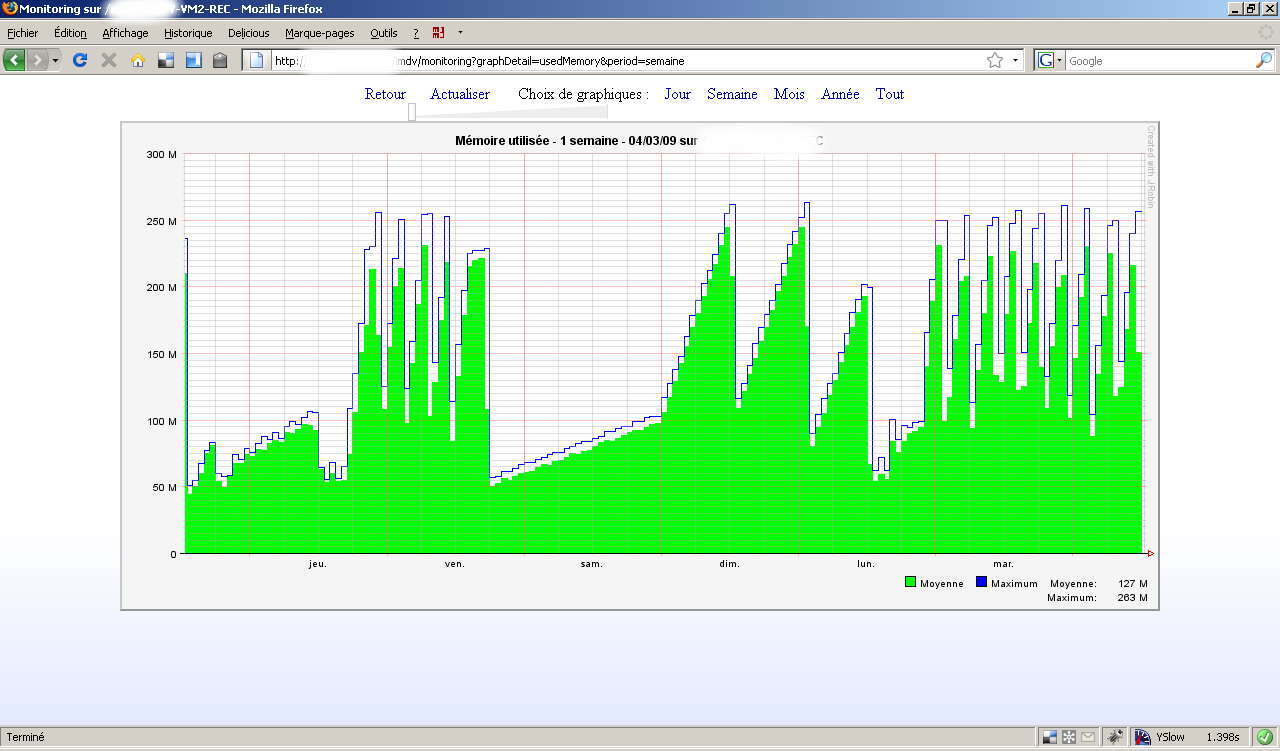 Monitoring sur / -VM2-REC - Mozilla Firefox
Fichier Édition Affichage Historique Delicious Marque-pages Outils ?
http:/ mdv/monitoring?graphDetail=usedMemory&period=semaine
Google
Retour Actualiser Choix de graphiques : Jour Semaine Mois Année Tout
Mémoire utilisée - 1 semaine - 04/03/09 sur C
Created with JRobin
300 M
250 M
200 M
150 M
100 M
50 M
0
jeu. ven. sam. dim. lun. mar.
Moyenne Maximum Moyenne: 127 M
Maximum: 263 M
Terminé
YSlow 1.398s